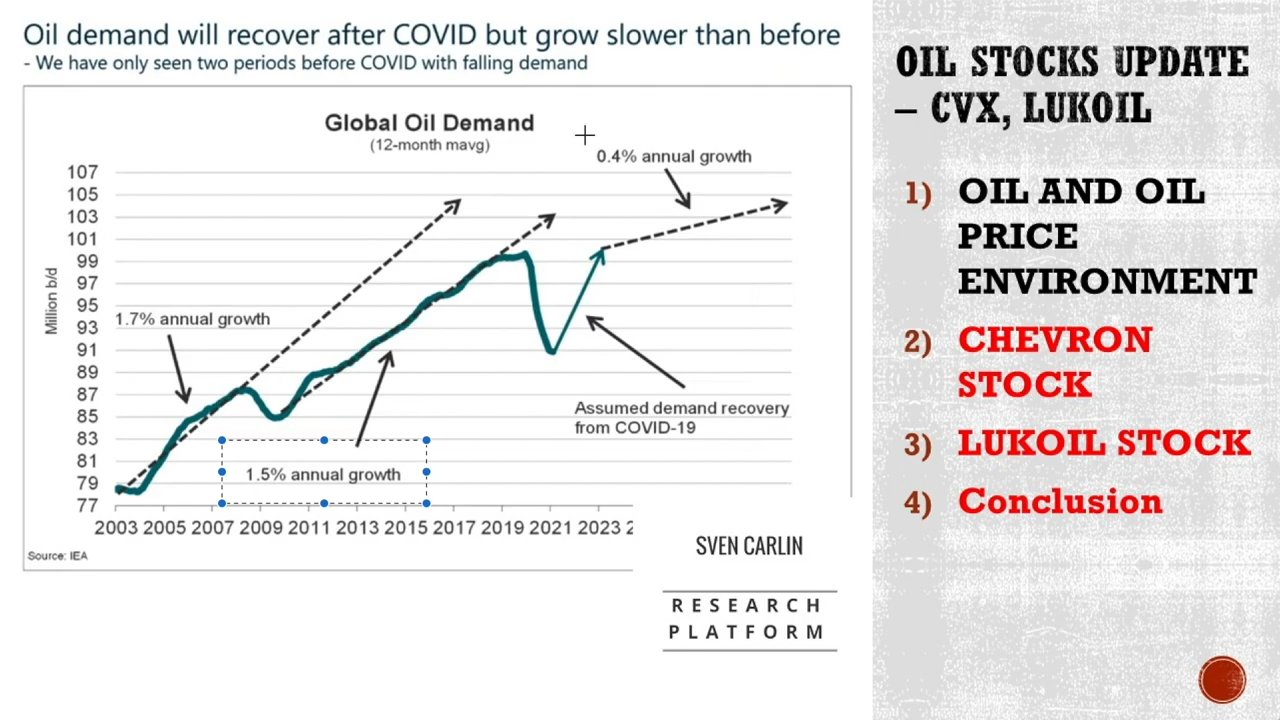 Oil demand will recover after COVID but grow slower than before
- We have only seen two periods before COVID with falling demand
Global Oil Demand
(12-month mavg)
0.4% annual growth
107
105
103
101
99
97
95
93
91
89
87
85
83
81
79
77
Million b/d
1.7% annual growth
Assumed demand recovery
from COVID-19
1.5% annual growth
2003 2005 2007 2009 2011 2013 2015 2017 2019 2021 2023 2
Source: IEA
SVEN CARLIN
RESEARCH
PLATFORM
OIL STOCKS UPDATE
– CVX, LUKOIL
1) OIL AND OIL
PRICE
ENVIRONMENT
2) CHEVRON
STOCK
3) LUKOIL STOCK
4) Conclusion